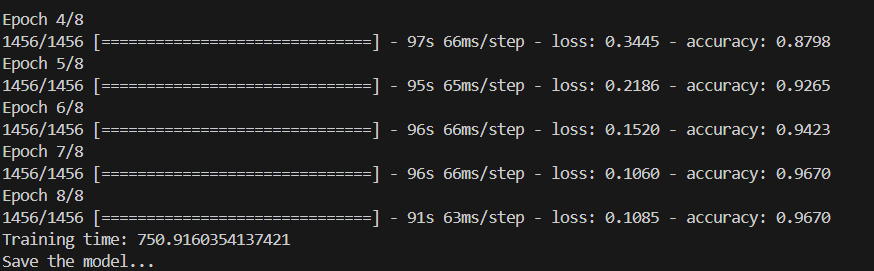 Epoch 4/8
1456/1456 [==============================] - 97s 66ms/step - loss: 0.3445 - accuracy: 0.8798
Epoch 5/8
1456/1456 [==============================] - 95s 65ms/step - loss: 0.2186 - accuracy: 0.9265
Epoch 6/8
1456/1456 [==============================] - 96s 66ms/step - loss: 0.1520 - accuracy: 0.9423
Epoch 7/8
1456/1456 [==============================] - 96s 66ms/step - loss: 0.1060 - accuracy: 0.9670
Epoch 8/8
1456/1456 [==============================] - 91s 63ms/step - loss: 0.1085 - accuracy: 0.9670
Training time: 750.9160354137421
Save the model...